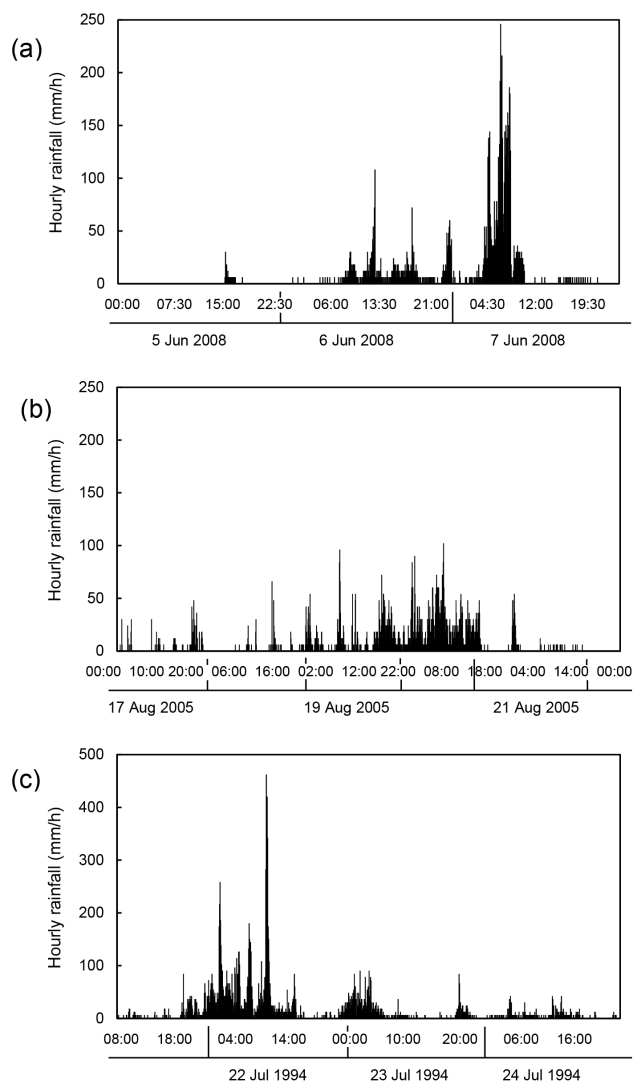 (a)
Hourly rainfall (mm/h)
250
200
150
100
50
0
00:00 07:30 15:00 22:30 06:00 13:30 21:00 04:30 12:00 19:30
5 Jun 2008 6 Jun 2008 7 Jun 2008
(b)
Hourly rainfall (mm/h)
250
200
150
100
50
0
00:00 10:00 20:00 06:00 16:00 02:00 12:00 22:00 08:00 18:00 04:00 14:00 00:00
17 Aug 2005 19 Aug 2005 21 Aug 2005
(c)
Hourly rainfall (mm/h)
500
400
300
200
100
0
08:00 18:00 04:00 14:00 00:00 10:00 20:00 06:00 16:00
22 Jul 1994 23 Jul 1994 24 Jul 1994